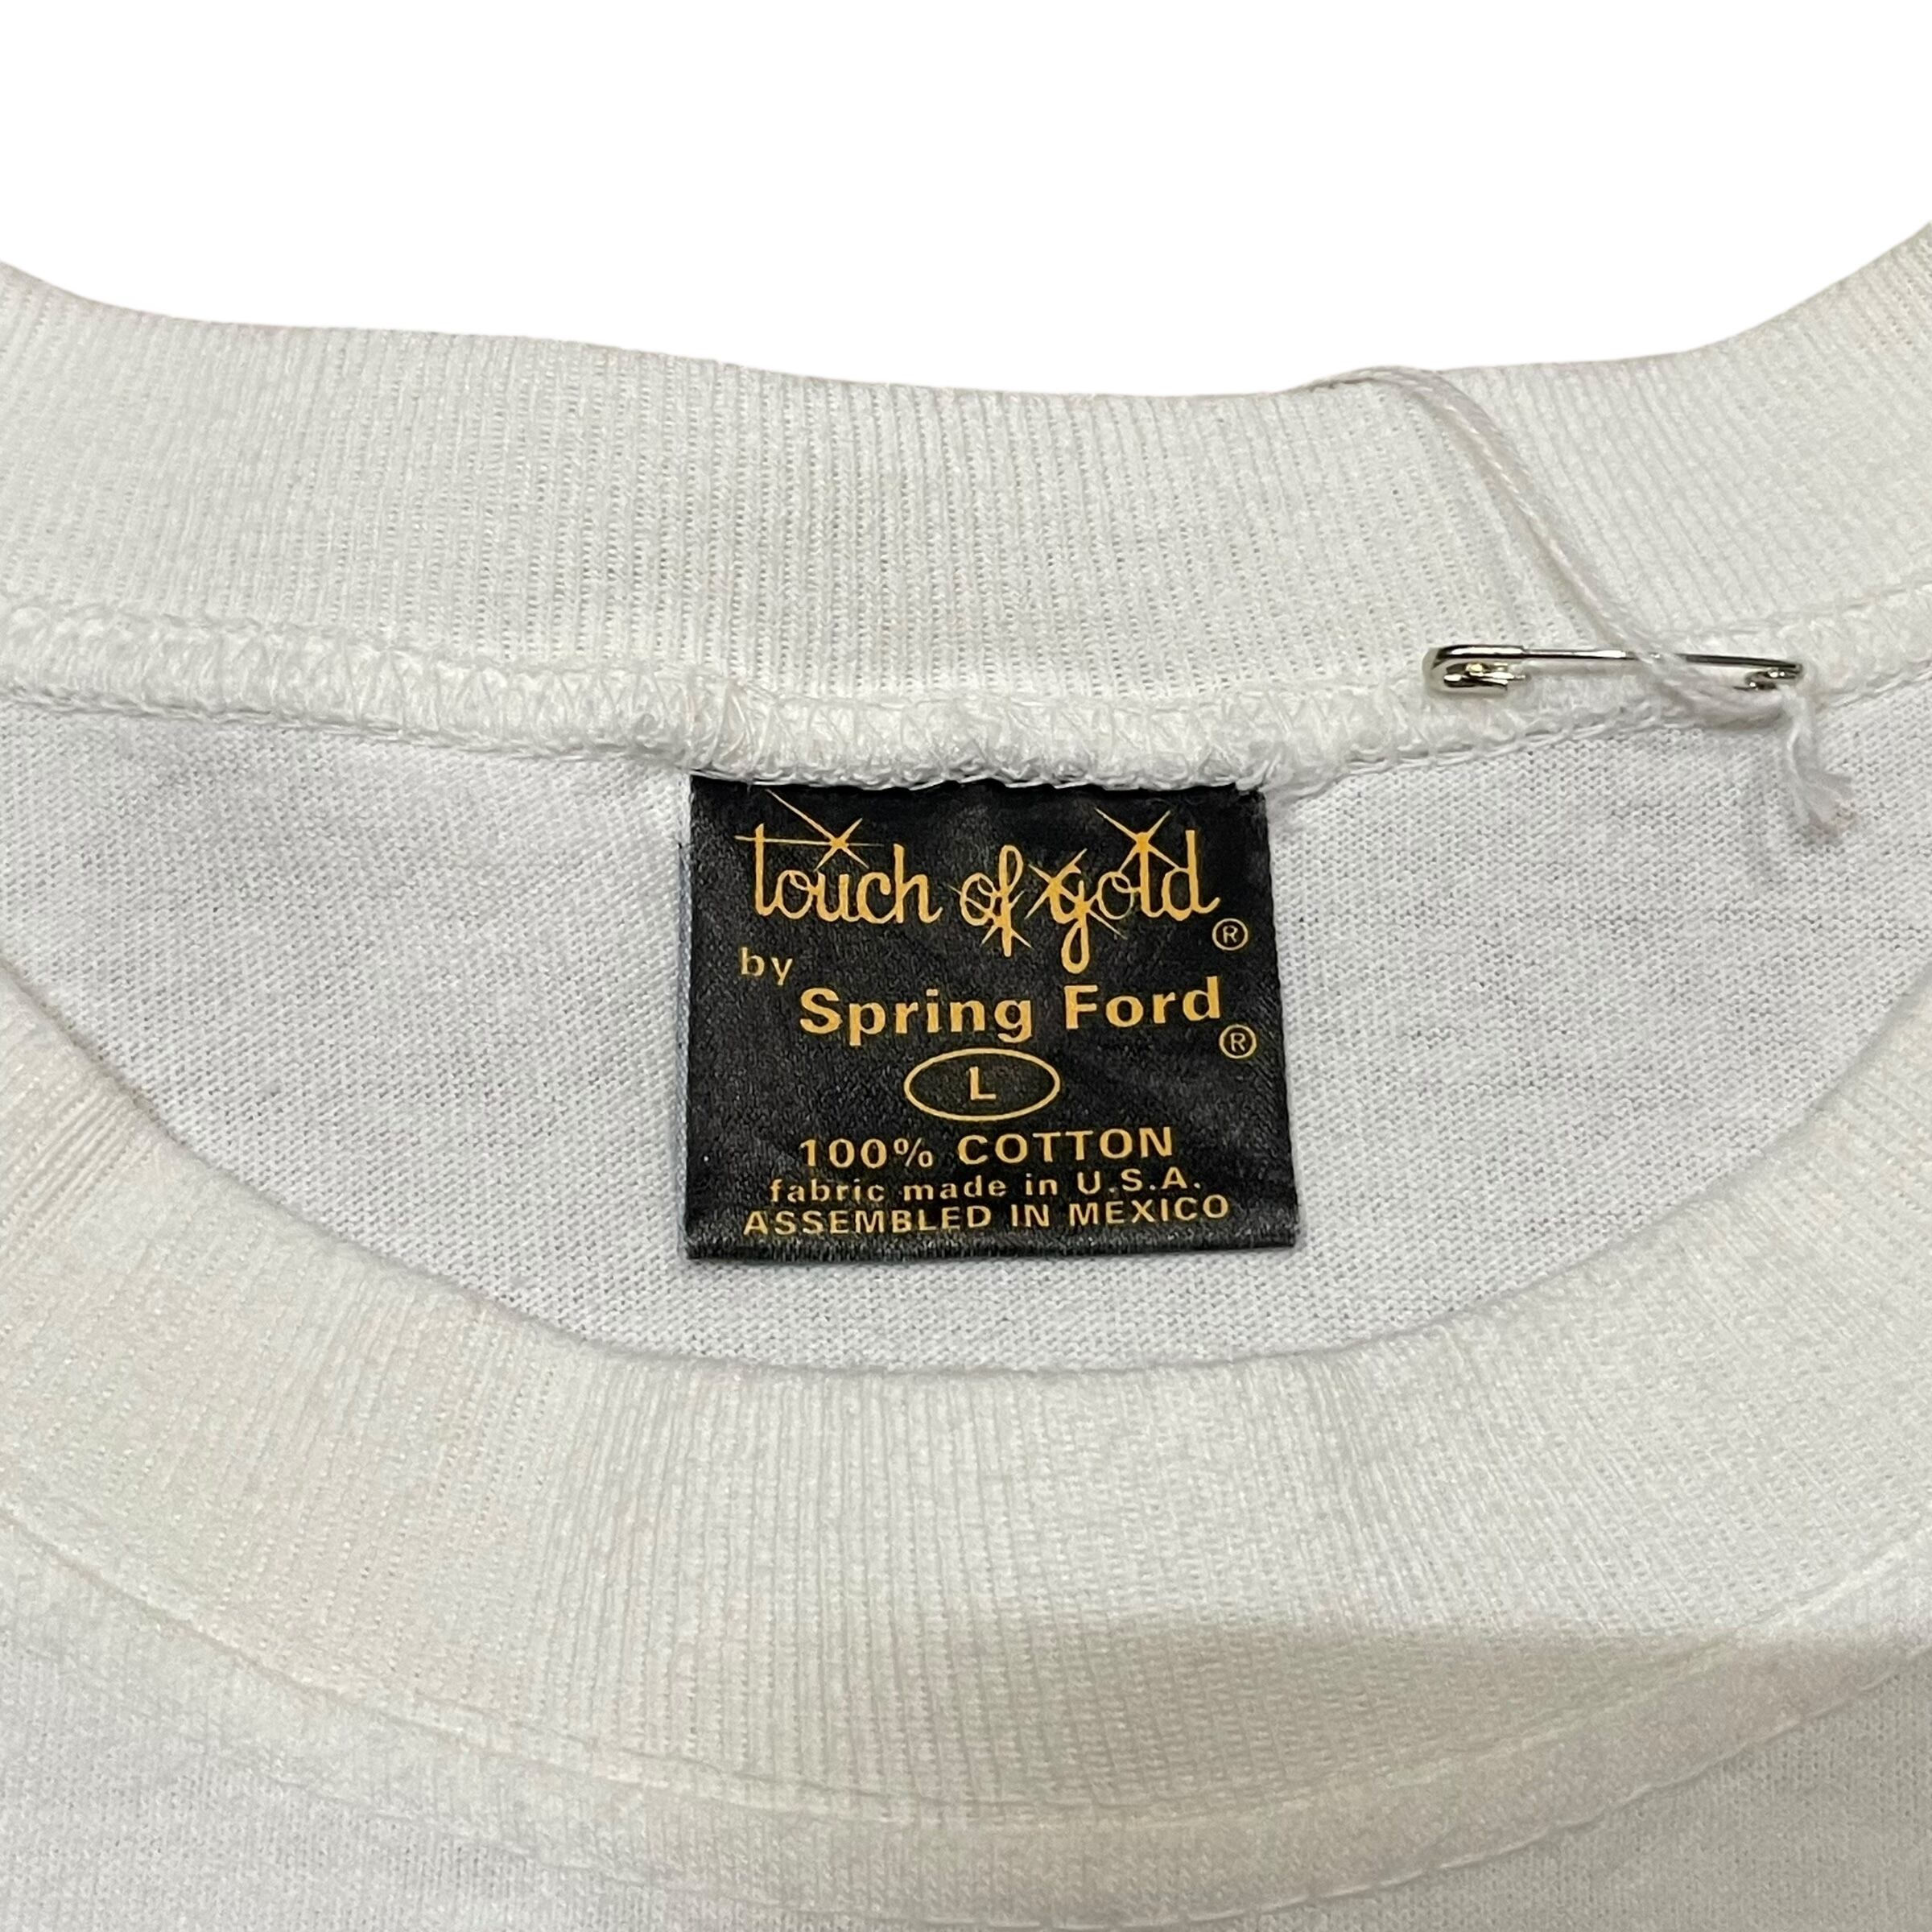 touch of gold®
by
Spring Ford®
L
100% COTTON
fabric made in U.S.A.
ASSEMBLED IN MEXICO